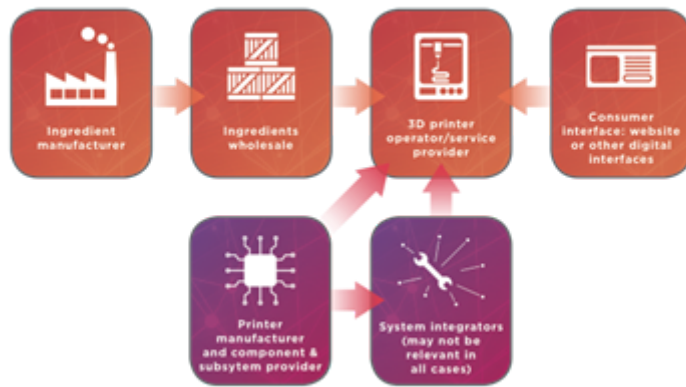 Ingredient
manufacturer
Ingredients
wholesale
3D printer
operator/service
provider
Consumer
interface: website
or other digital
interfaces
Printer
manufacturer
and component &
subsytem provider
System integrators
(may not be
relevant in
all cases)